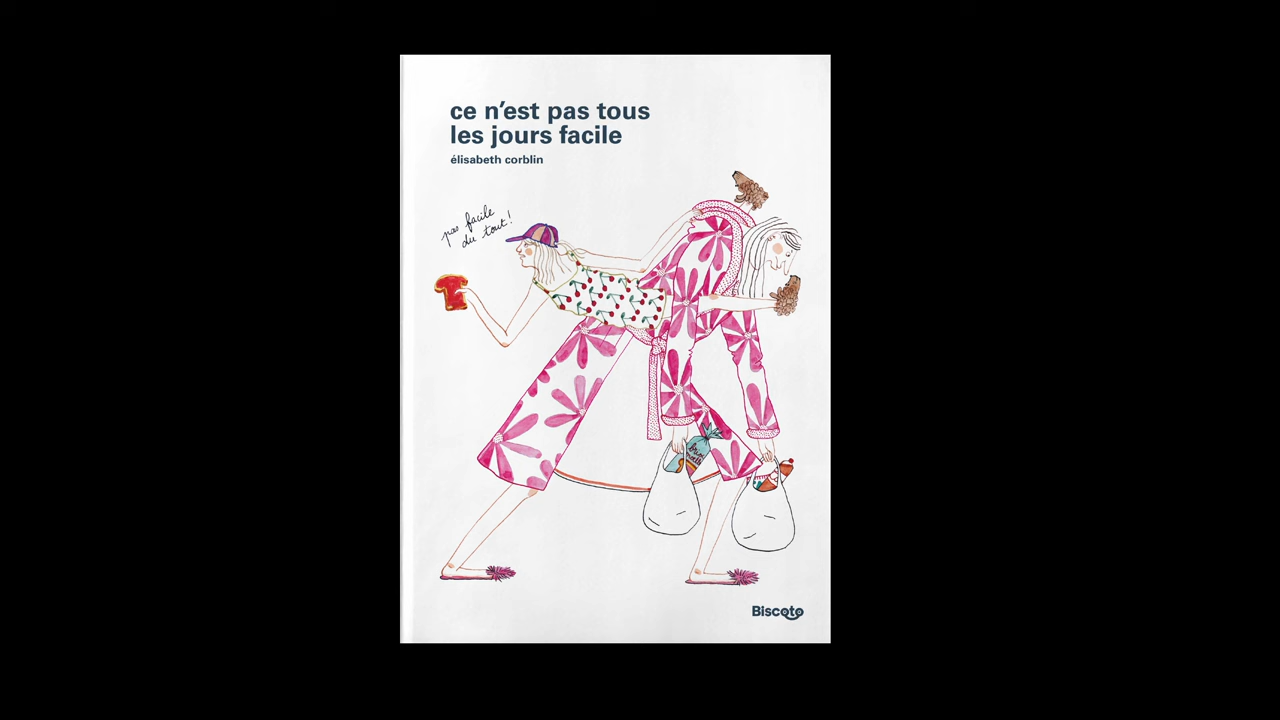 ce n'est pas tous
les jours facile
élisabeth corblin
pas facile
du tout!
Biscoto